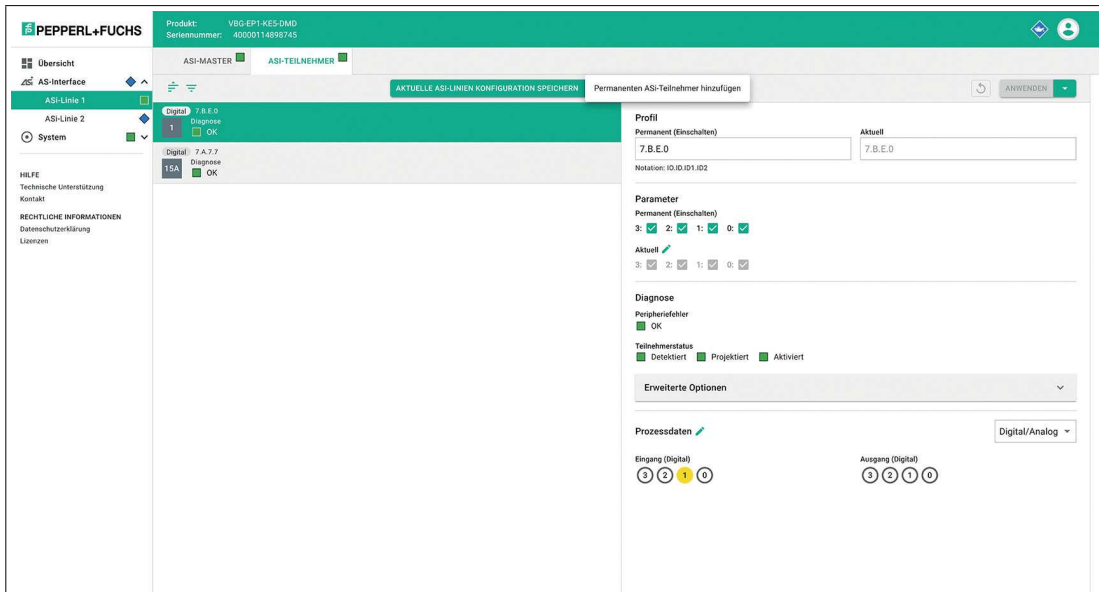 PEPPERL+FUCHS
Produkt: VBG-EP1-KE5-DMD
Seriennummer: 40000114898745
Übersicht
AS-Interface
ASi-Linie 1
ASi-Linie 2
System
HILFE
Technische Unterstützung
Kontakt
RECHTLICHE INFORMATIONEN
Datenschutzerklärung
Lizenzen
ASI-MASTER
ASI-TEILNEHMER
AKTUELLE ASI-LINIEN KONFIGURATION SPEICHERN
Permanenten ASi-Teilnehmer hinzufügen
ANWENDEN
Digital 7.B.E.0
1
Diagnose
OK
Digital 7.A.7.7
15A
Diagnose
OK
Profil
Permanent (Einschalten) Aktuell
7.B.E.0 7.B.E.0
Notation: IO.ID.ID1.ID2
Parameter
Permanent (Einschalten)
3: 2: 1: 0:
Aktuell
3: 2: 1: 0:
Diagnose
Peripheriefehler
OK
Teilnehmerstatus
Detektiert Projektiert Aktiviert
Erweiterte Optionen
Prozessdaten Digital/Analog
Eingang (Digital) Ausgang (Digital)
3 2 1 0 3 2 1 0